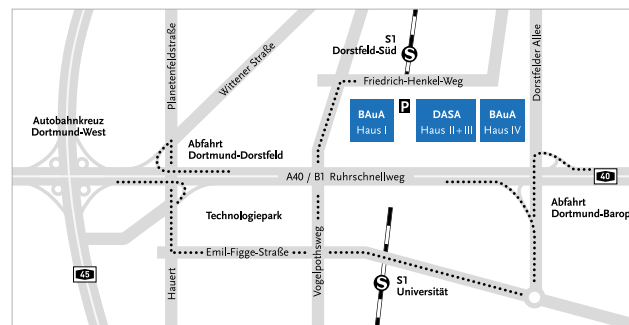 S1
Dorstfeld-Süd
S
Planetenfeldstraße
Wittener Straße
Dorstfelder Allee
Friedrich-Henkel-Weg
Autobahnkreuz
Dortmund-West
P
BAuA
Haus I
DASA
Haus II + III
BAuA
Haus IV
Abfahrt
Dortmund-Dorstfeld
A40 / B1 Ruhrschnellweg
40
Technologiepark
Abfahrt
Dortmund-Barop
Emil-Figge-Straße
Vogelpothsweg
Hauert
45
S
S1
Universität